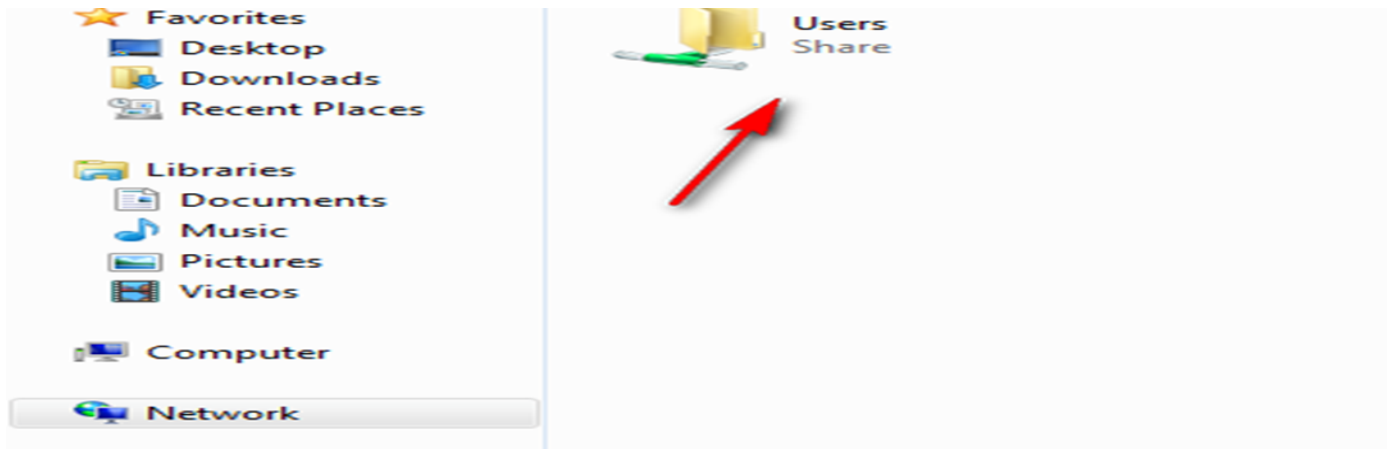 Favorites
Desktop
Downloads
Recent Places
Libraries
Documents
Music
Pictures
Videos
Computer
Network
Users
Share